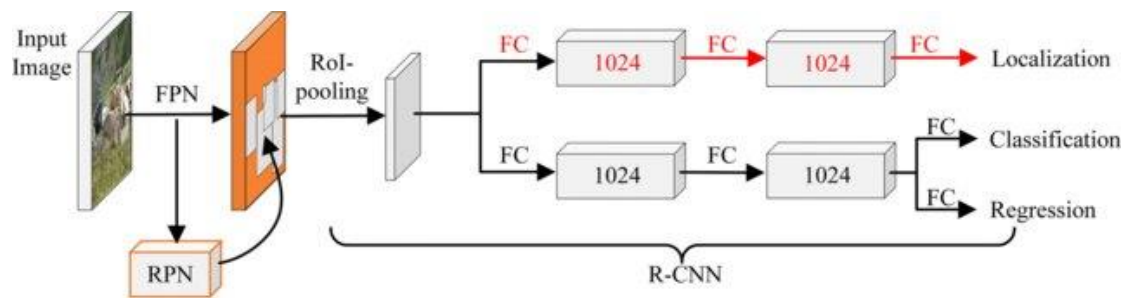 Input
Image
FPN
RPN
RoI-
pooling
FC
1024
FC
1024
FC
Localization
FC
1024
FC
1024
FC
Classification
FC
Regression
R-CNN